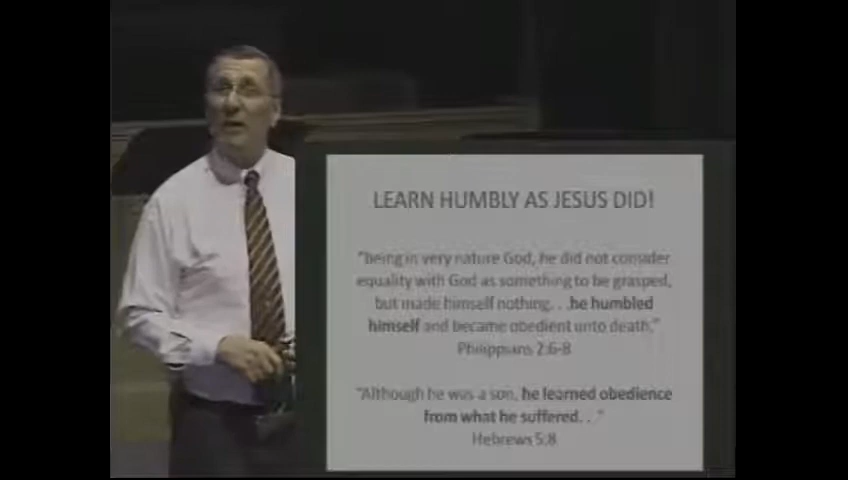 LEARN HUMBLY AS JESUS DID!
"being in very nature God, he did not consider
equality with God as something to be grasped,
but made himself nothing. . .he humbled
himself and became obedient unto death."
Philippians 2:6-8
"Although he was a son, he learned obedience
from what he suffered. . ."
Hebrews 5:8